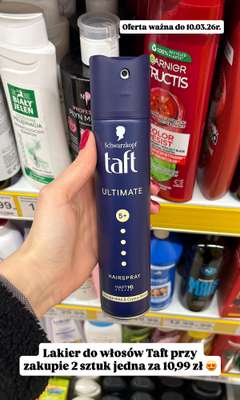 Oferta ważna do 10.03.26r.
BIAŁY
JELEŃ
GARNIER
FRUCTIS
COLOR
RESIST
Schwarzkopf
taft
ULTIMATE
5+
HAIRSPRAY
Lakier do włosów Taft przy
zakupie 2 sztuk jedna za 10,99 zł 😍